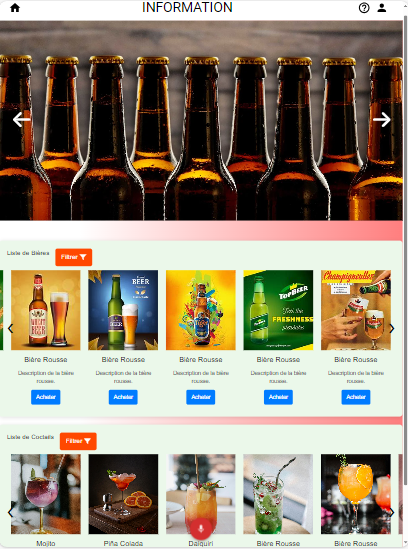 INFORMATION
Liste de Bières
Filtrer
TOPBEER
Feel the
FRESHNESS
Champigneulles
Bière Rousse
Bière Rousse
Bière Rousse
Bière Rousse
Bière Rousse
Description de la bière rousse.
Description de la bière rousse.
Description de la bière rousse.
Description de la bière rousse.
Description de la bière rousse.
Acheter
Acheter
Acheter
Acheter
Acheter
Liste de Coctails
Filtrer
Mojito
Piña Colada
Daiquiri
Bière Rousse
Bière Rousse